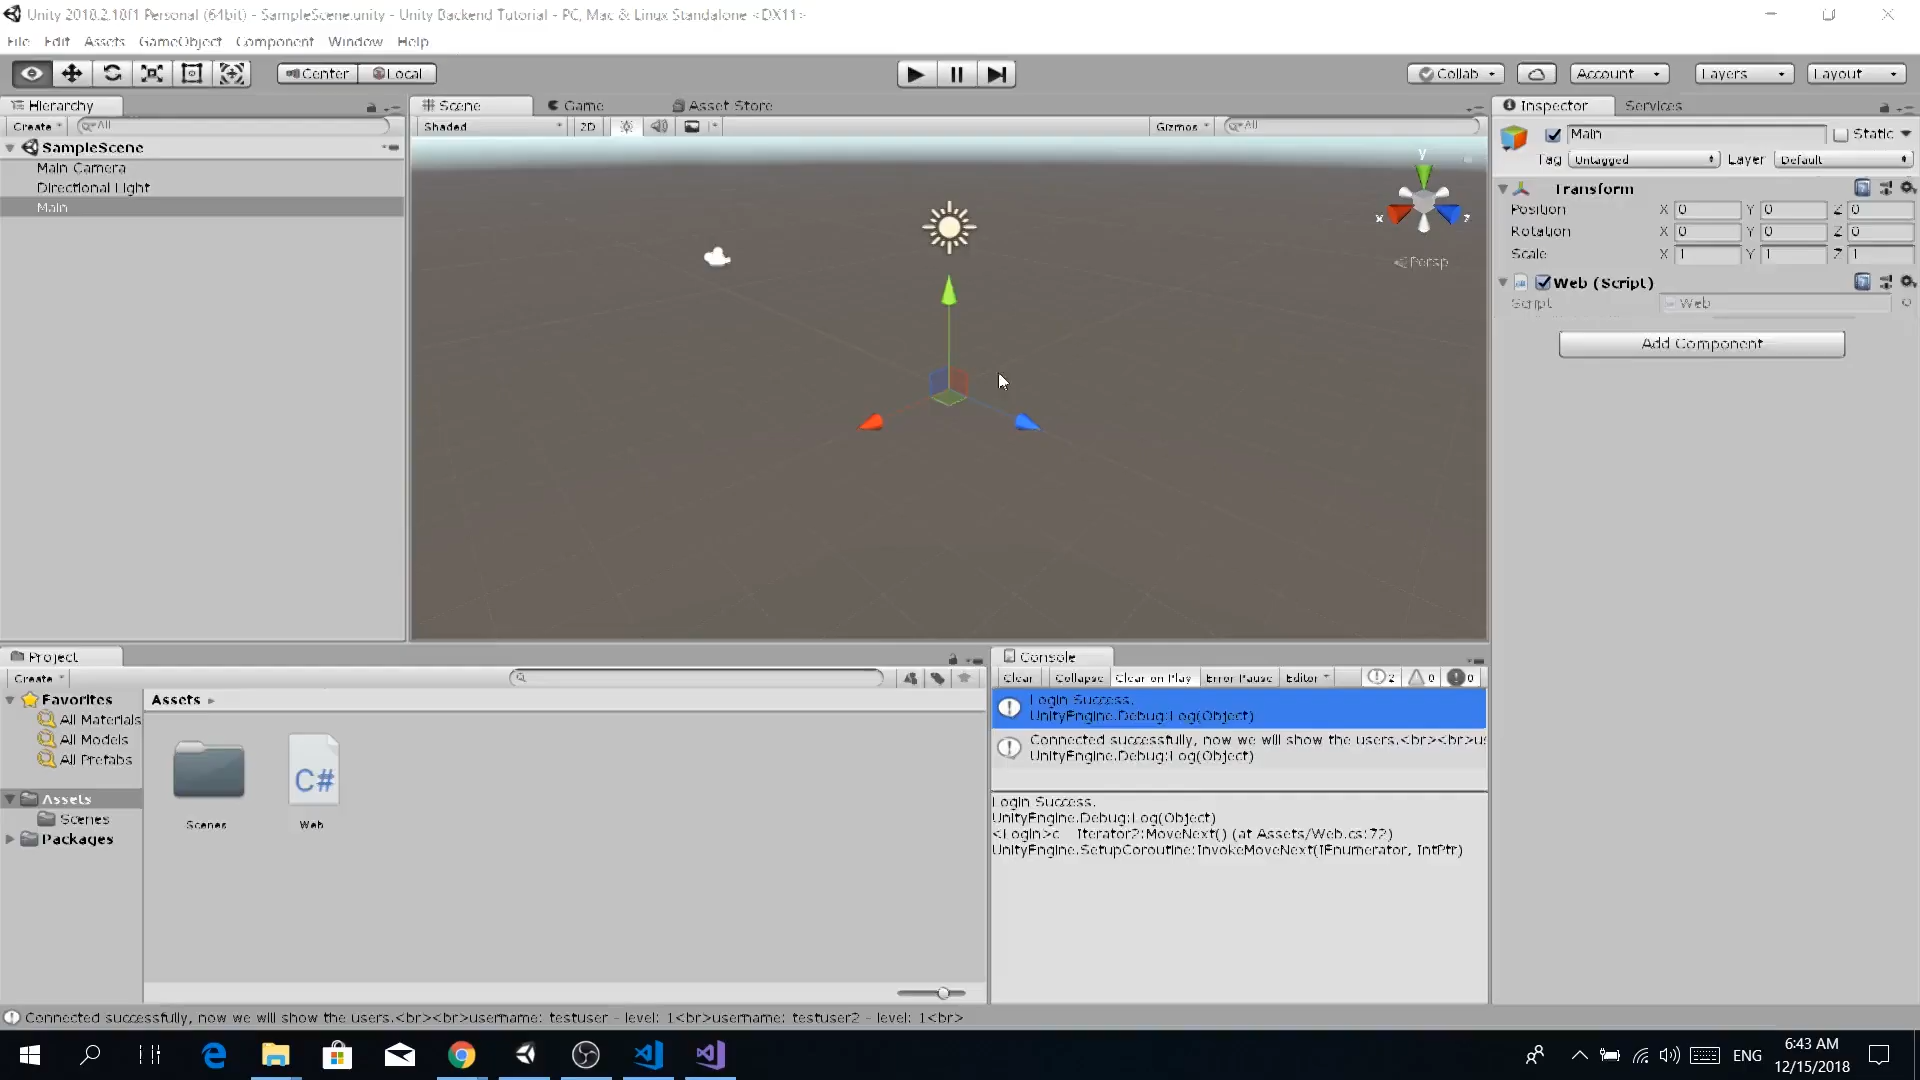 Unity 2018.2.18f1 Personal (64bit) - SampleScene.unity - Unity Backend Tutorial - PC, Mac & Linux Standalone <DX11>
File Edit Assets GameObject Component Window Help
Center Local Collab Account Layers Layout
Hierarchy Scene Game Asset Store Inspector Services
Create All Shaded 2D Gizmos All
SampleScene
Main Camera
Directional Light
Main
Main Static
Tag Untagged Layer Default
Transform
Position X 0 Y 0 Z 0
Rotation X 0 Y 0 Z 0
Scale X 1 Y 1 Z 1
Web (Script)
Script Web
Add Component
y
x z
Persp
Project
Create
Favorites
All Materials
All Models
All Prefabs
Assets
Scenes
Packages
Assets
C#
Scenes Web
Console
Clear Collapse Clear on Play Error Pause Editor 2 0 0
Login Success.
UnityEngine.Debug:Log(Object)
Connected successfully, now we will show the users.<br><br>us
UnityEngine.Debug:Log(Object)
Login Success.
UnityEngine.Debug:Log(Object)
<Login>c__Iterator2:MoveNext() (at Assets/Web.cs:72)
UnityEngine.SetupCoroutine:InvokeMoveNext(IEnumerator, IntPtr)
Connected successfully, now we will show the users.<br><br>username: testuser - level: 1<br>username: testuser2 - level: 1<br>
ENG
6:43 AM
12/15/2018